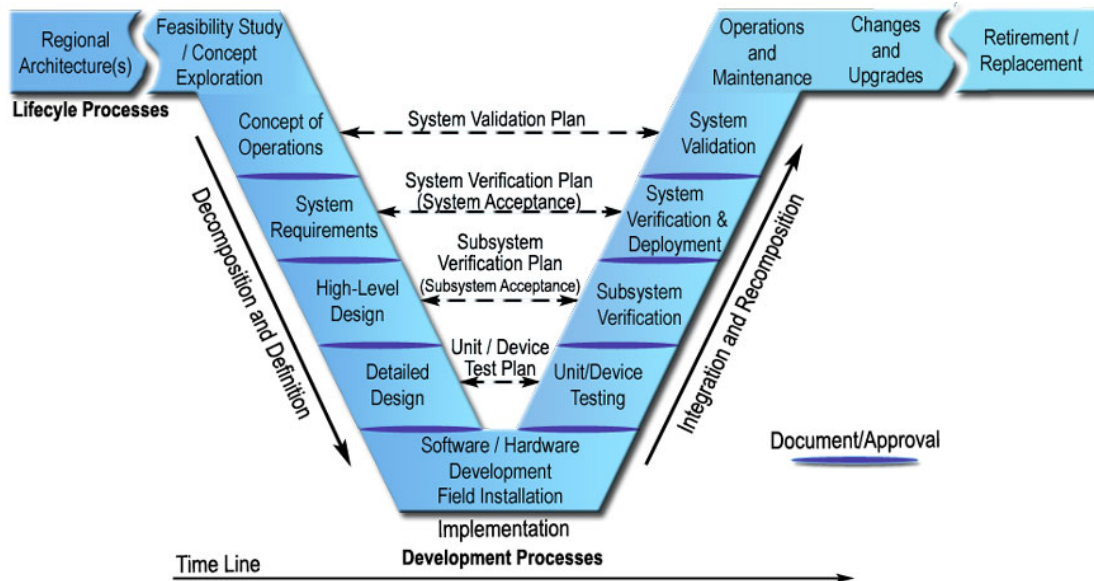 Regional
Architecture(s)
Feasibility Study
/ Concept
Exploration
Operations
and
Maintenance
Changes
and
Upgrades
Retirement /
Replacement
Lifecyle Processes
Concept of
Operations
System Validation Plan
System
Validation
System
Requirements
System Verification Plan
(System Acceptance)
System
Verification &
Deployment
High-Level
Design
Subsystem
Verification Plan
(Subsystem Acceptance)
Subsystem
Verification
Detailed
Design
Unit / Device
Test Plan
Unit/Device
Testing
Decomposition and Definition
Integration and Recomposition
Software / Hardware
Development
Field Installation
Document/Approval
Implementation
Development Processes
Time Line